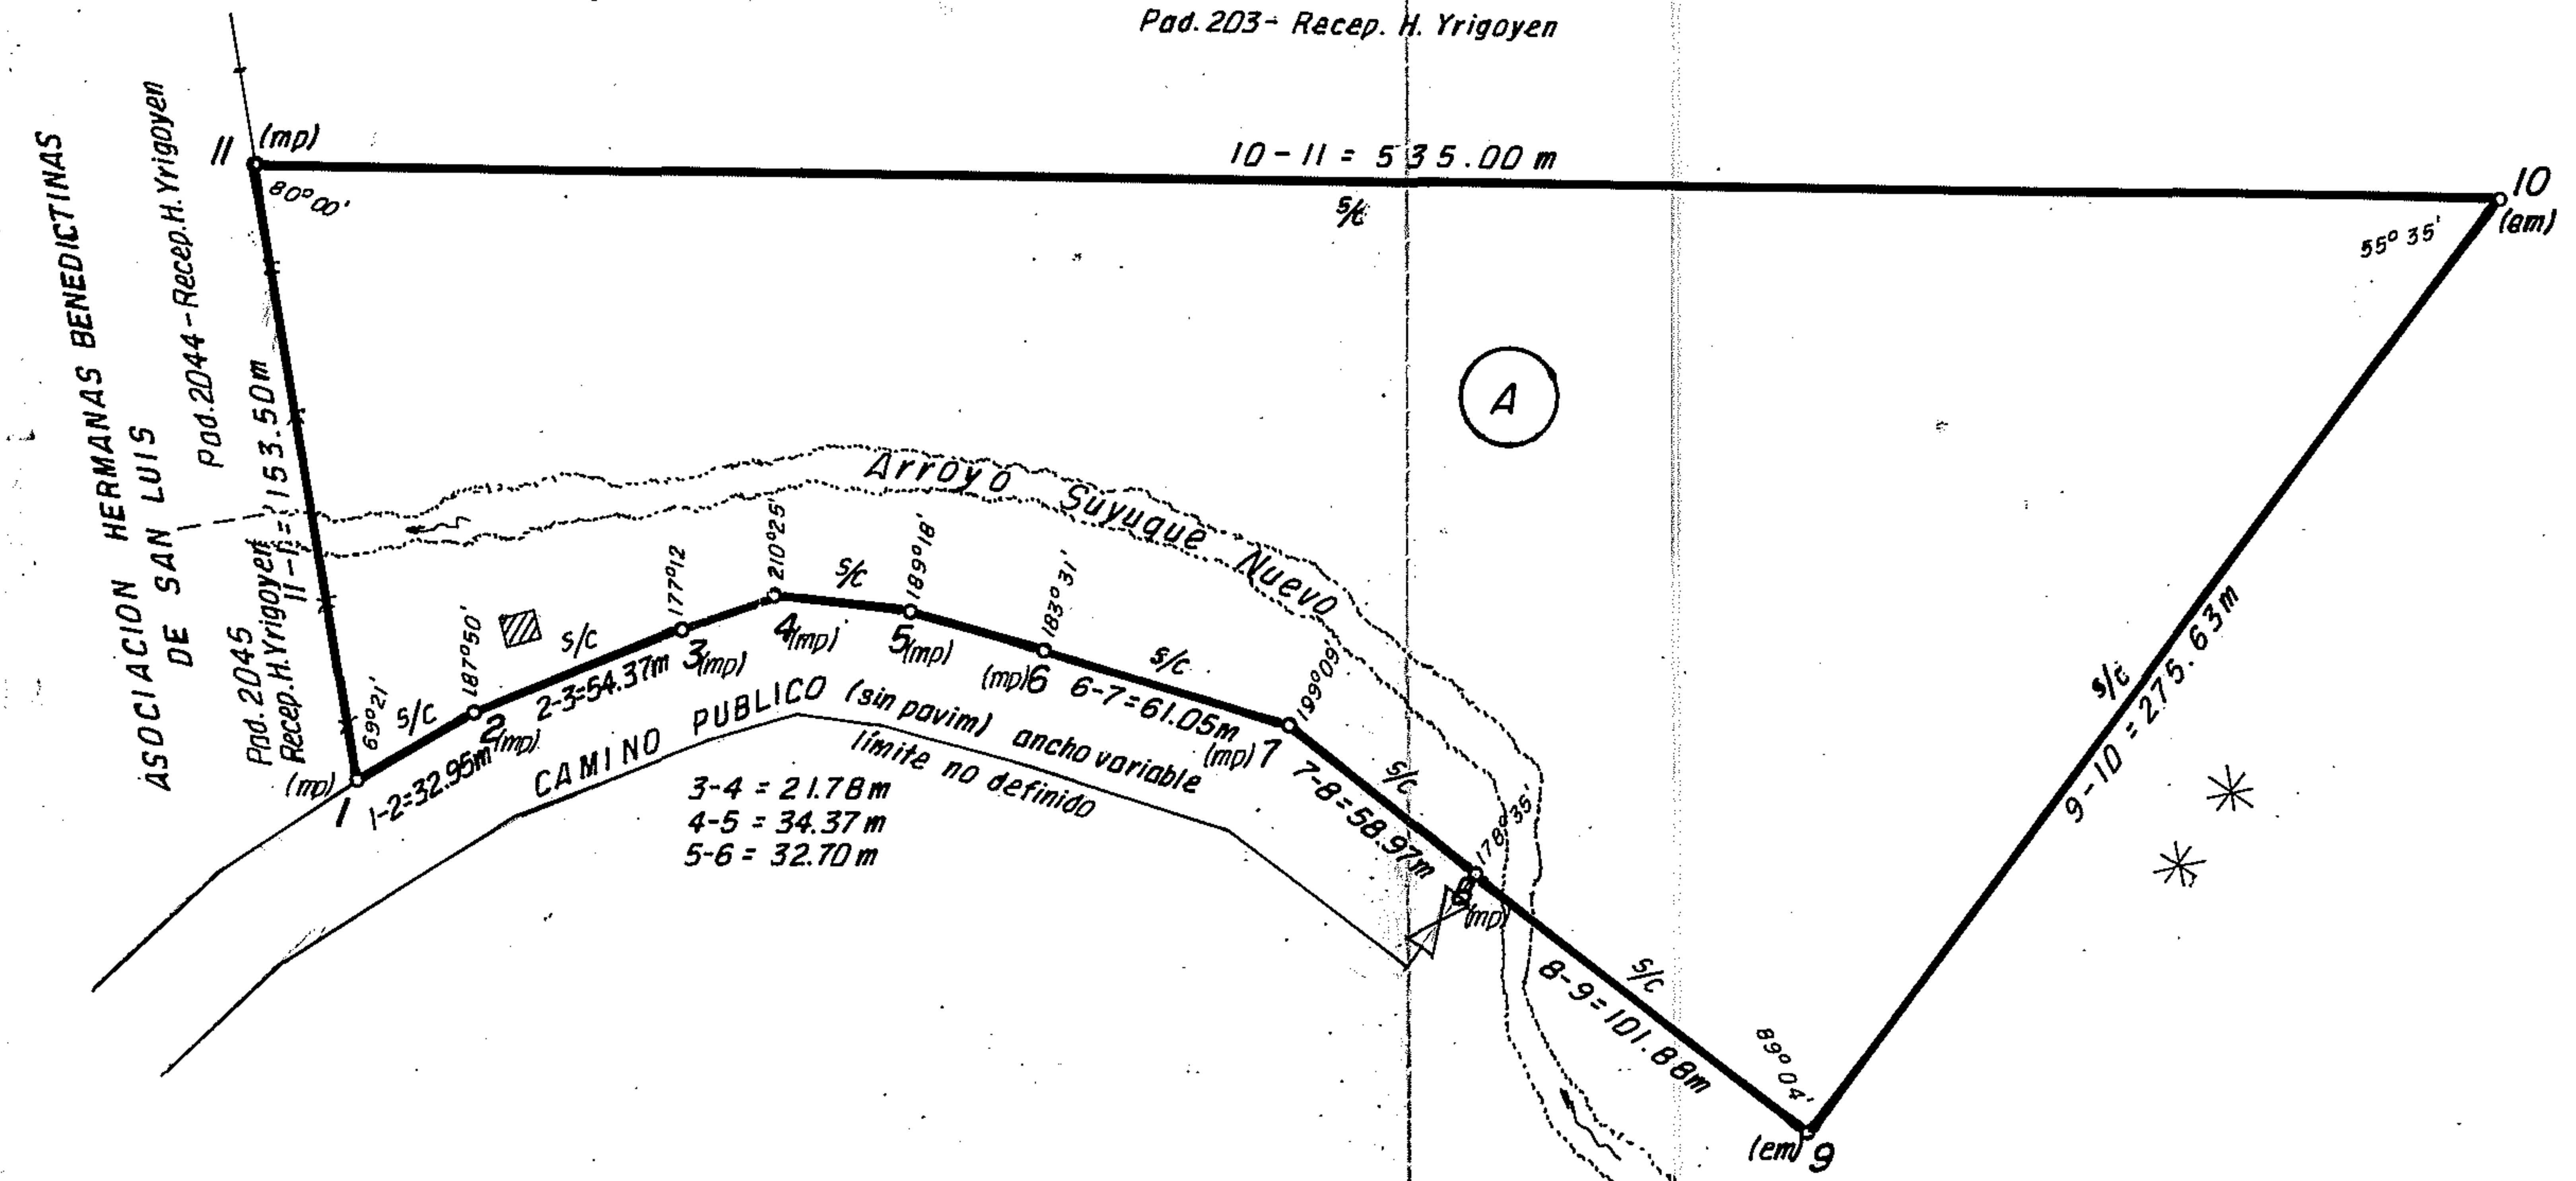 Pad. 203- Recep. H. Yrigoyen
11 (mp)
10-11 = 535.00 m
s/c
10
(em)
80°00'
55° 35'
ASOCIACION HERMANAS BENEDICTINAS
DE SAN LUIS
Pad. 2044-Recep. H. Yrigoyen
Pad. 2045
Recep. H. Yrigoyen
11-1=153.50m
A
Arroyo Suyuque Nuevo
69°21'
187°50'
177°12
210°25'
189°18'
183°31'
199°09'
178°35'
89°04'
(mp)
1
s/c
1-2=32.95m
2
(mp)
s/c
2-3=54.37m
3(mp)
4(mp)
s/c
5(mp)
(mp)6
s/c
6-7=61.05m
(mp) 7
s/c
7-8=58.97m
8
(mp)
s/c
8-9=101.88m
(em) 9
s/c
9-10 = 275.63m
CAMINO PUBLICO (sin pavim) ancho variable
límite no definido
3-4 = 21.78m
4-5 = 34.37m
5-6 = 32.70m